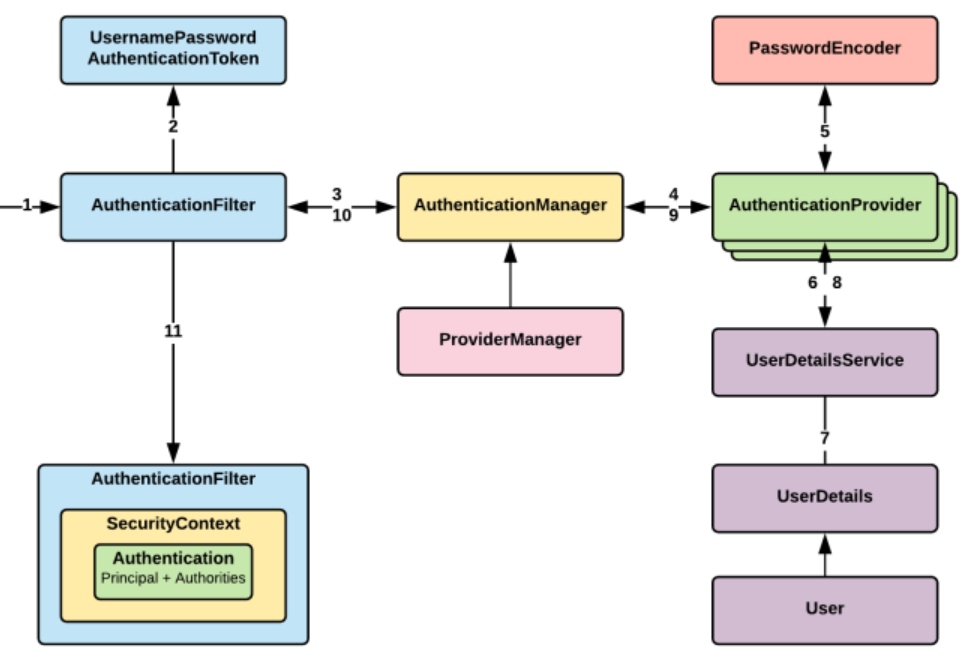 UsernamePassword
AuthenticationToken
PasswordEncoder
2
5
1
AuthenticationFilter
3
10
AuthenticationManager
4
9
AuthenticationProvider
6 8
11
ProviderManager
UserDetailsService
7
AuthenticationFilter
SecurityContext
Authentication
Principal + Authorities
UserDetails
User